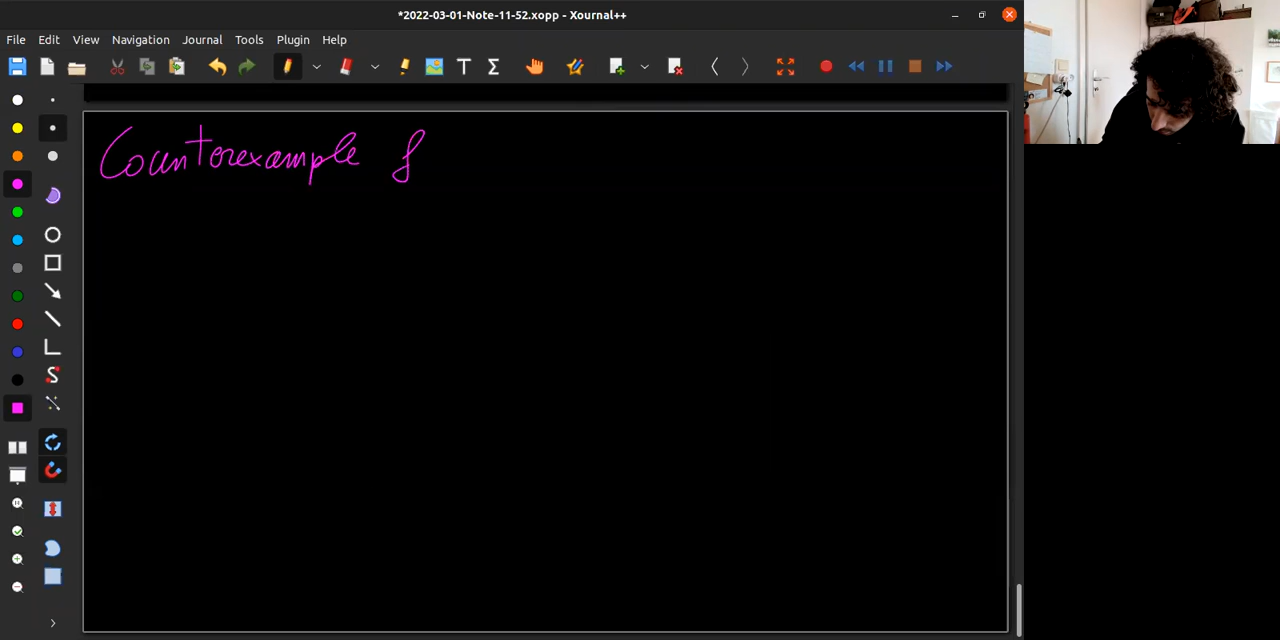 *2022-03-01-Note-11-52.xopp - Xournal++
File Edit View Navigation Journal Tools Plugin Help
Counterexample f